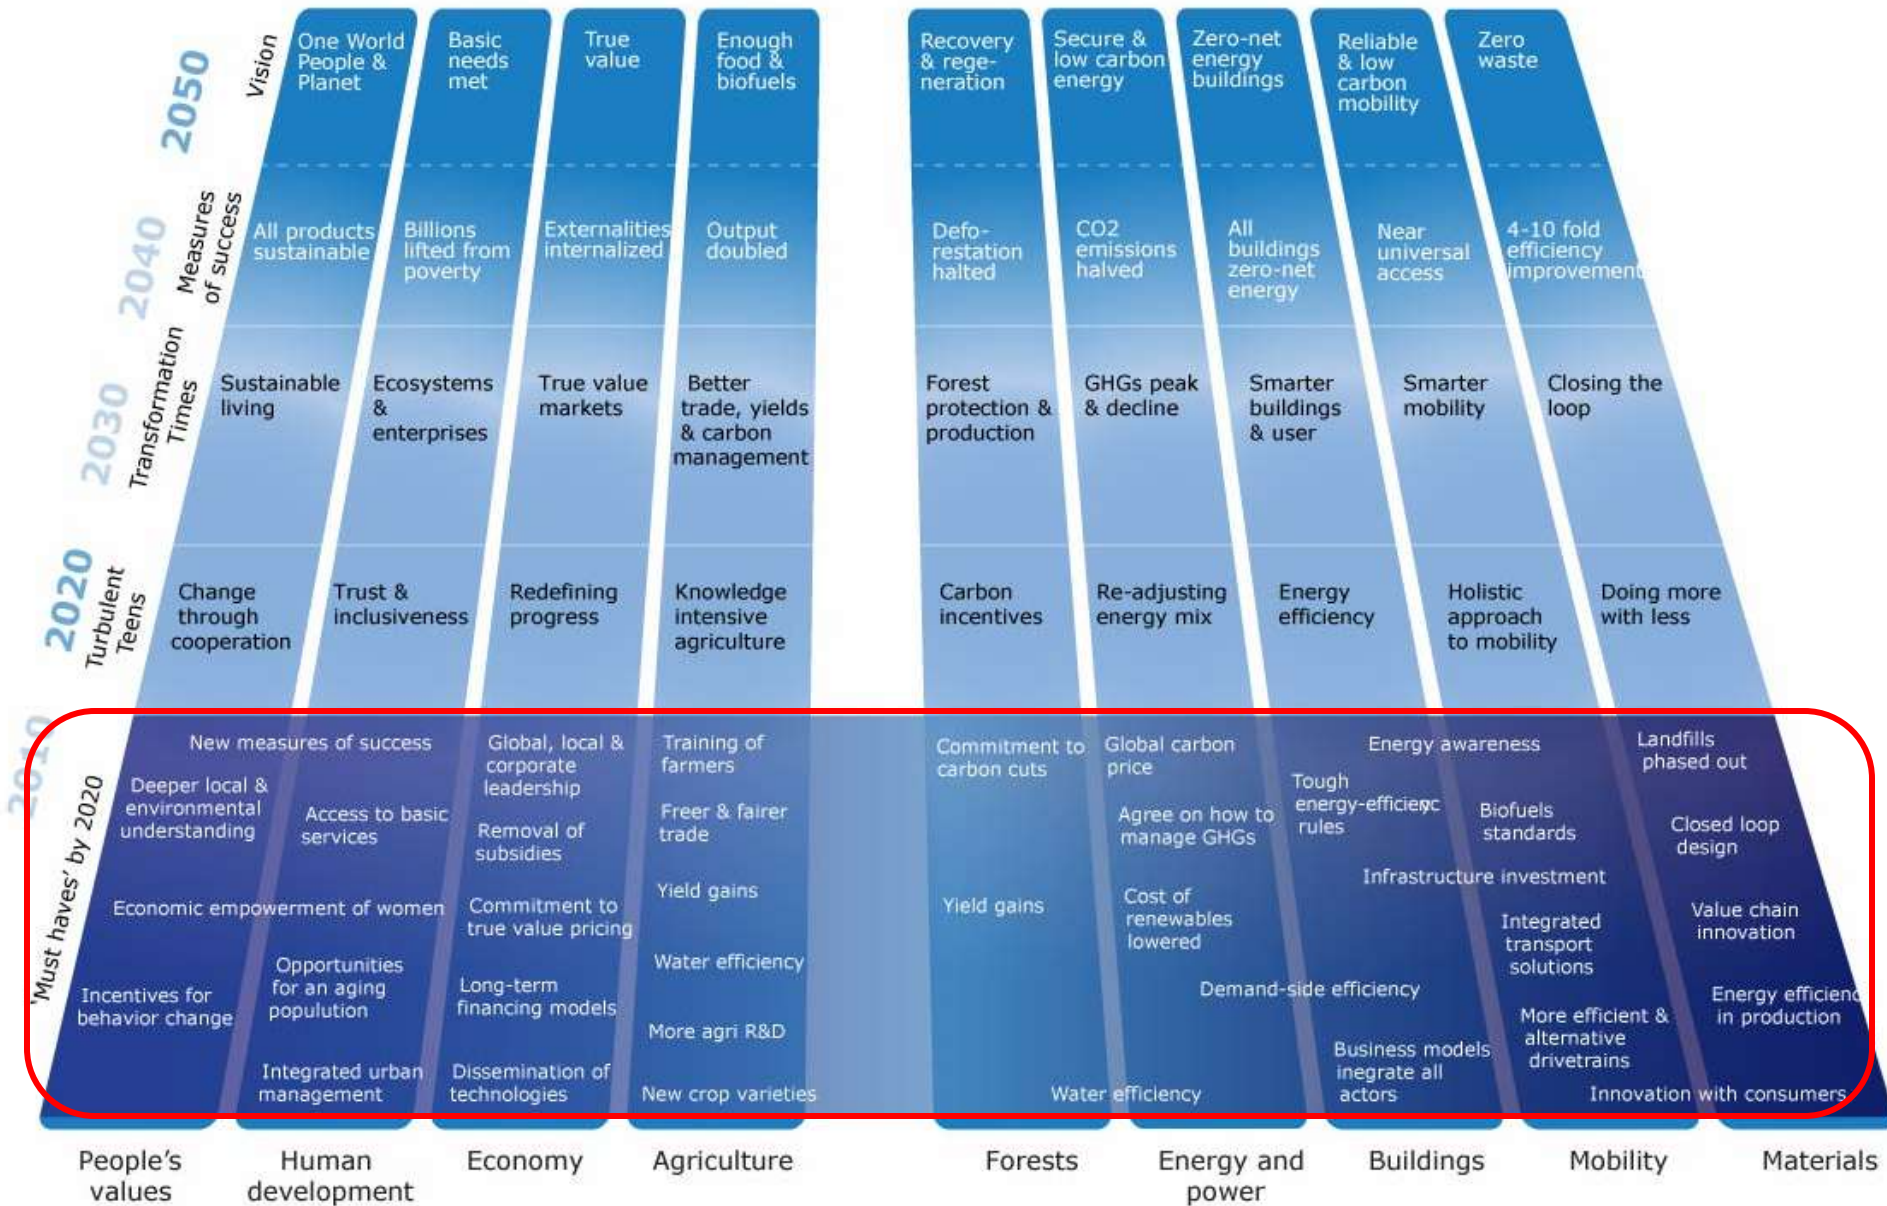 2050
Vision
One World
People &
Planet
Basic
needs
met
True
value
Enough
food &
biofuels
Recovery
& rege-
neration
Secure &
low carbon
energy
Zero-net
energy
buildings
Reliable
& low
carbon
mobility
Zero
waste
2040
Measures
of success
All products
sustainable
Billions
lifted from
poverty
Externalities
internalized
Output
doubled
Defo-
restation
halted
CO2
emissions
halved
All
buildings
zero-net
energy
Near
universal
access
4-10 fold
efficiency
improvement
2030
Transformation
Times
Sustainable
living
Ecosystems
&
enterprises
True value
markets
Better
trade, yields
& carbon
management
Forest
protection &
production
GHGs peak
& decline
Smarter
buildings
& user
Smarter
mobility
Closing the
loop
2020
Turbulent
Teens
Change
through
cooperation
Trust &
inclusiveness
Redefining
progress
Knowledge
intensive
agriculture
Carbon
incentives
Re-adjusting
energy mix
Energy
efficiency
Holistic
approach
to mobility
Doing more
with less
2010
'Must haves' by 2020
New measures of success
Deeper local &
environmental
understanding
Access to basic
services
Economic empowerment of women
Opportunities
for an aging
popullution
Incentives for
behavior change
Integrated urban
management
Global, local &
corporate
leadership
Removal of
subsidies
Commitment to
true value pricing
Long-term
financing models
Dissemination of
technologies
Training of
farmers
Freer & fairer
trade
Yield gains
Water efficiency
More agri R&D
New crop varieties
Commitment to
carbon cuts
Yield gains
Water efficiency
Global carbon
price
Agree on how to
manage GHGs
Cost of
renewables
lowered
Demand-side efficiency
Energy awareness
Tough
energy-efficienyc
rules
Infrastructure investment
Business models
inegrate all
actors
Biofuels
standards
Integrated
transport
solutions
More efficient &
alternative
drivetrains
Innovation with consumers
Landfills
phased out
Closed loop
design
Value chain
innovation
Energy efficienc
in production
People's
values
Human
development
Economy
Agriculture
Forests
Energy and
power
Buildings
Mobility
Materials